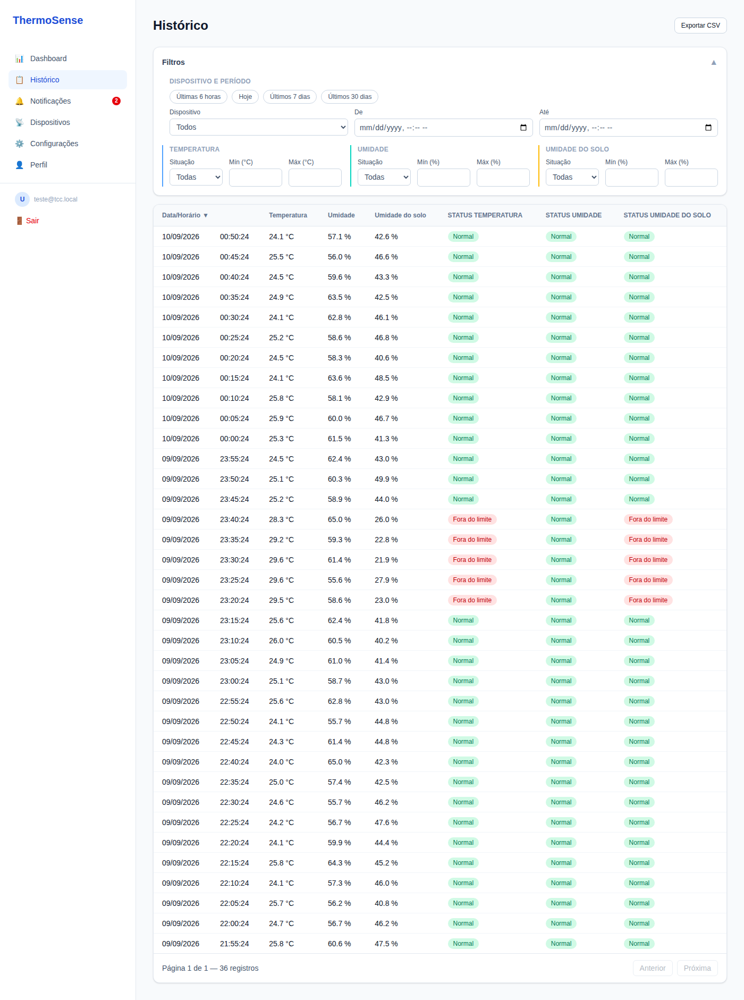 ThermoSense
Dashboard
Histórico
Notificações 2
Dispositivos
Configurações
Perfil
U teste@tcc.local
Sair
Histórico
Exportar CSV
Filtros ▲
DISPOSITIVO E PERÍODO
Últimas 6 horas Hoje Últimos 7 dias Últimos 30 dias
Dispositivo De Até
Todos mm/dd/yyyy, --:-- -- mm/dd/yyyy, --:-- --
TEMPERATURA UMIDADE UMIDADE DO SOLO
Situação Mín (°C) Máx (°C) Situação Mín (%) Máx (%) Situação Mín (%) Máx (%)
Todas Todas Todas
Data/Horário ▼ Temperatura Umidade Umidade do solo STATUS TEMPERATURA STATUS UMIDADE STATUS UMIDADE DO SOLO
10/09/2026 00:50:24 24.1 °C 57.1 % 42.6 % Normal Normal Normal
10/09/2026 00:45:24 25.5 °C 56.0 % 46.6 % Normal Normal Normal
10/09/2026 00:40:24 24.5 °C 59.6 % 43.3 % Normal Normal Normal
10/09/2026 00:35:24 24.9 °C 63.5 % 42.5 % Normal Normal Normal
10/09/2026 00:30:24 24.1 °C 62.8 % 46.1 % Normal Normal Normal
10/09/2026 00:25:24 25.2 °C 58.6 % 46.8 % Normal Normal Normal
10/09/2026 00:20:24 24.5 °C 58.3 % 40.6 % Normal Normal Normal
10/09/2026 00:15:24 24.1 °C 63.6 % 48.5 % Normal Normal Normal
10/09/2026 00:10:24 25.8 °C 58.1 % 42.9 % Normal Normal Normal
10/09/2026 00:05:24 25.9 °C 60.0 % 46.7 % Normal Normal Normal
10/09/2026 00:00:24 25.3 °C 61.5 % 41.3 % Normal Normal Normal
09/09/2026 23:55:24 24.5 °C 62.4 % 43.0 % Normal Normal Normal
09/09/2026 23:50:24 25.1 °C 60.3 % 49.9 % Normal Normal Normal
09/09/2026 23:45:24 25.2 °C 58.9 % 44.0 % Normal Normal Normal
09/09/2026 23:40:24 28.3 °C 65.0 % 26.0 % Fora do limite Normal Fora do limite
09/09/2026 23:35:24 29.2 °C 59.3 % 22.8 % Fora do limite Normal Fora do limite
09/09/2026 23:30:24 29.6 °C 61.4 % 21.9 % Fora do limite Normal Fora do limite
09/09/2026 23:25:24 29.6 °C 55.6 % 27.9 % Fora do limite Normal Fora do limite
09/09/2026 23:20:24 29.5 °C 58.6 % 23.0 % Fora do limite Normal Fora do limite
09/09/2026 23:15:24 25.6 °C 62.4 % 41.8 % Normal Normal Normal
09/09/2026 23:10:24 26.0 °C 60.5 % 40.2 % Normal Normal Normal
09/09/2026 23:05:24 24.9 °C 61.0 % 41.4 % Normal Normal Normal
09/09/2026 23:00:24 25.1 °C 58.7 % 43.0 % Normal Normal Normal
09/09/2026 22:55:24 25.6 °C 62.8 % 43.0 % Normal Normal Normal
09/09/2026 22:50:24 24.1 °C 55.7 % 44.8 % Normal Normal Normal
09/09/2026 22:45:24 24.3 °C 61.4 % 44.8 % Normal Normal Normal
09/09/2026 22:40:24 24.0 °C 65.0 % 42.3 % Normal Normal Normal
09/09/2026 22:35:24 25.0 °C 57.4 % 42.5 % Normal Normal Normal
09/09/2026 22:30:24 24.6 °C 55.7 % 46.2 % Normal Normal Normal
09/09/2026 22:25:24 24.2 °C 56.7 % 47.6 % Normal Normal Normal
09/09/2026 22:20:24 24.1 °C 59.9 % 44.4 % Normal Normal Normal
09/09/2026 22:15:24 25.8 °C 64.3 % 45.2 % Normal Normal Normal
09/09/2026 22:10:24 24.1 °C 57.3 % 46.0 % Normal Normal Normal
09/09/2026 22:05:24 25.7 °C 56.2 % 40.8 % Normal Normal Normal
09/09/2026 22:00:24 24.7 °C 56.7 % 46.2 % Normal Normal Normal
09/09/2026 21:55:24 25.8 °C 60.6 % 47.5 % Normal Normal Normal
Página 1 de 1 — 36 registros Anterior Próxima